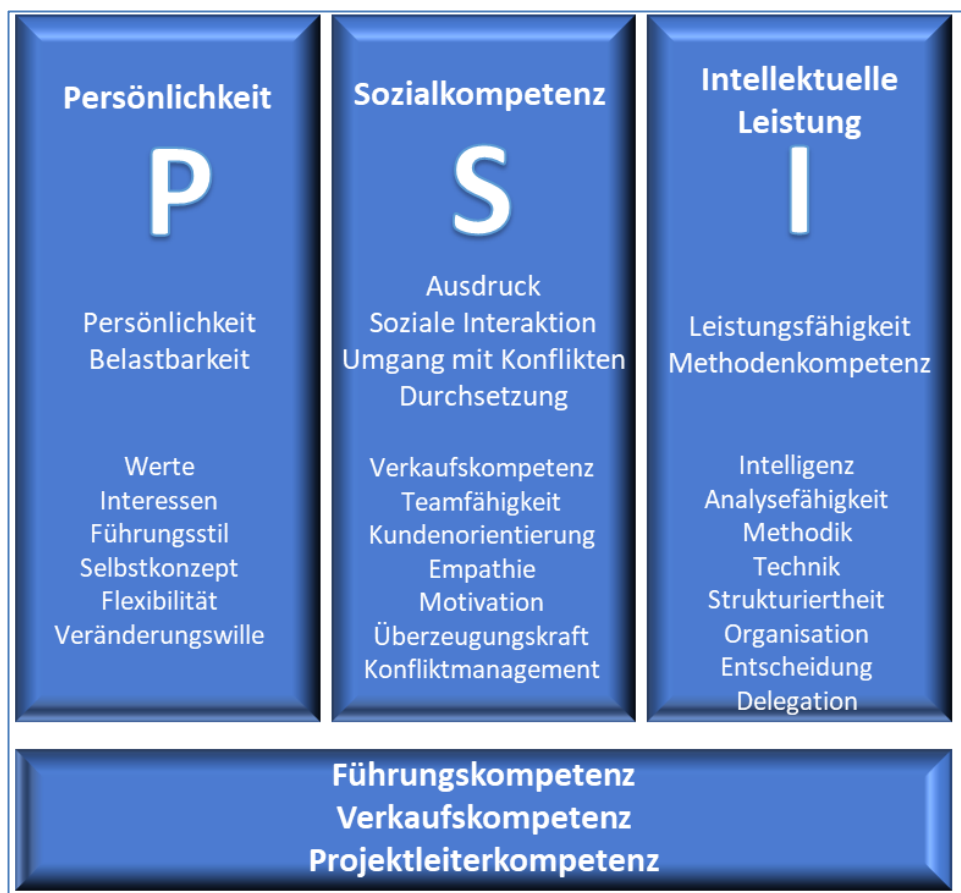 Persönlichkeit
P
Persönlichkeit
Belastbarkeit
Werte
Interessen
Führungsstil
Selbstkonzept
Flexibilität
Veränderungswille
Sozialkompetenz
S
Ausdruck
Soziale Interaktion
Umgang mit Konflikten
Durchsetzung
Verkaufskompetenz
Teamfähigkeit
Kundenorientierung
Empathie
Motivation
Überzeugungskraft
Konfliktmanagement
Intellektuelle
Leistung
I
Leistungsfähigkeit
Methodenkompetenz
Intelligenz
Analysefähigkeit
Methodik
Technik
Strukturiertheit
Organisation
Entscheidung
Delegation
Führungskompetenz
Verkaufskompetenz
Projektleiterkompetenz